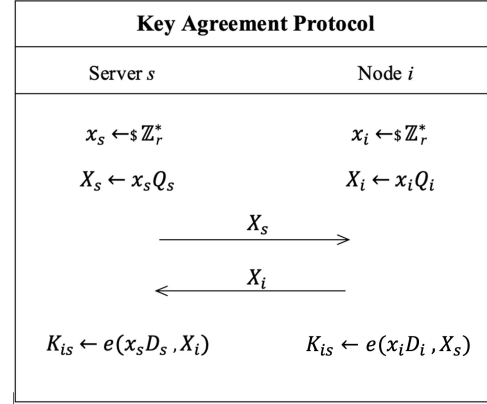 Key Agreement Protocol
Server s Node i
x_s ←$ ℤ_r^* x_i ←$ ℤ_r^*
X_s ← x_sQ_s X_i ← x_iQ_i
X_s
X_i
K_is ← e(x_sD_s ,X_i) K_is ← e(x_iD_i ,X_s)